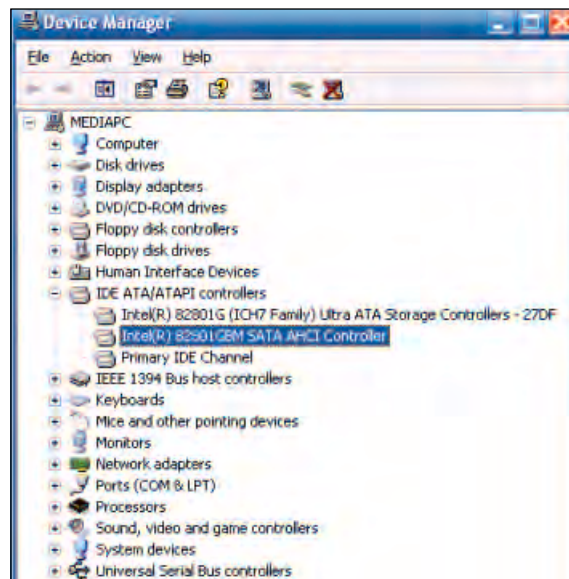 Device Manager
File Action View Help
MEDIAPC
Computer
Disk drives
Display adapters
DVD/CD-ROM drives
Floppy disk controllers
Floppy disk drives
Human Interface Devices
IDE ATA/ATAPI controllers
Intel(R) 82801G (ICH7 Family) Ultra ATA Storage Controllers - 27DF
Intel(R) 82801GBM SATA AHCI Controller
Primary IDE Channel
IEEE 1394 Bus host controllers
Keyboards
Mice and other pointing devices
Monitors
Network adapters
Ports (COM & LPT)
Processors
Sound, video and game controllers
System devices
Universal Serial Bus controllers